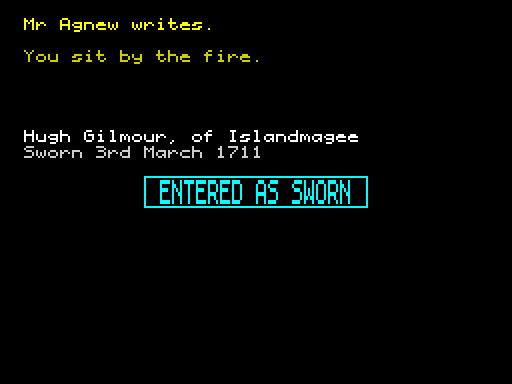 Mr Agnew writes.
You sit by the fire.
Hugh Gilmour, of Islandmagee
Sworn 3rd March 1711
ENTERED AS SWORN